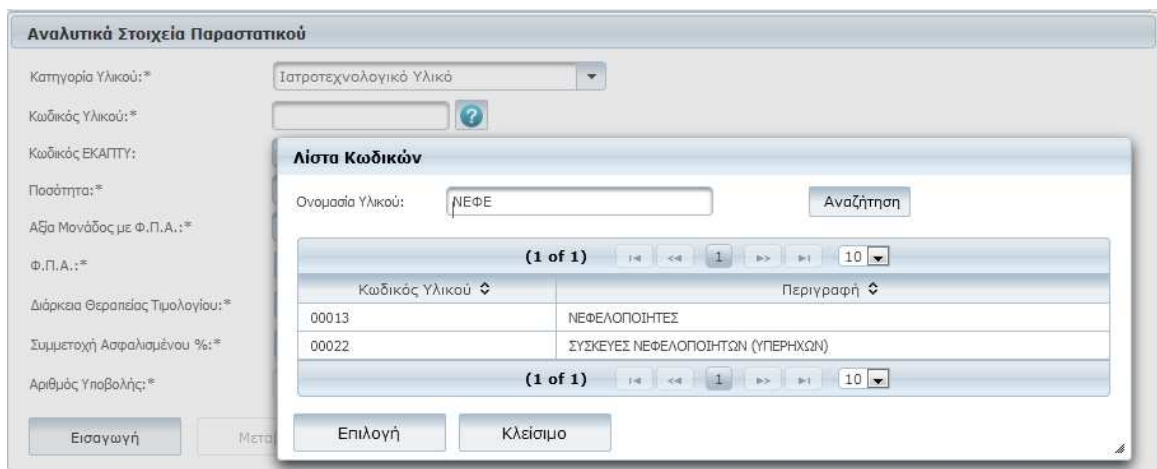 Αναλυτικά Στοιχεία Παραστατικού
Κατηγορία Υλικού:* Ιατροτεχνολογικό Υλικό
Κωδικός Υλικού:* ?
Κωδικός ΕΚΑΠΤΥ:
Ποσότητα:*
Αξία Μονάδος με Φ.Π.Α.:*
Φ.Π.Α.:*
Διάρκεια Θεραπείας Τιμολογίου:*
Συμμετοχή Ασφαλισμένου %:*
Αριθμός Υποβολής:*
Εισαγωγή Μετα
Λίστα Κωδικών
Ονομασία Υλικού: ΝΕΦΕ Αναζήτηση
(1 of 1) 1 10
Κωδικός Υλικού Περιγραφή
00013 ΝΕΦΕΛΟΠΟΙΗΤΕΣ
00022 ΣΥΣΚΕΥΕΣ ΝΕΦΕΛΟΠΟΙΗΤΩΝ (ΥΠΕΡΗΧΩΝ)
(1 of 1) 1 10
Επιλογή Κλείσιμο